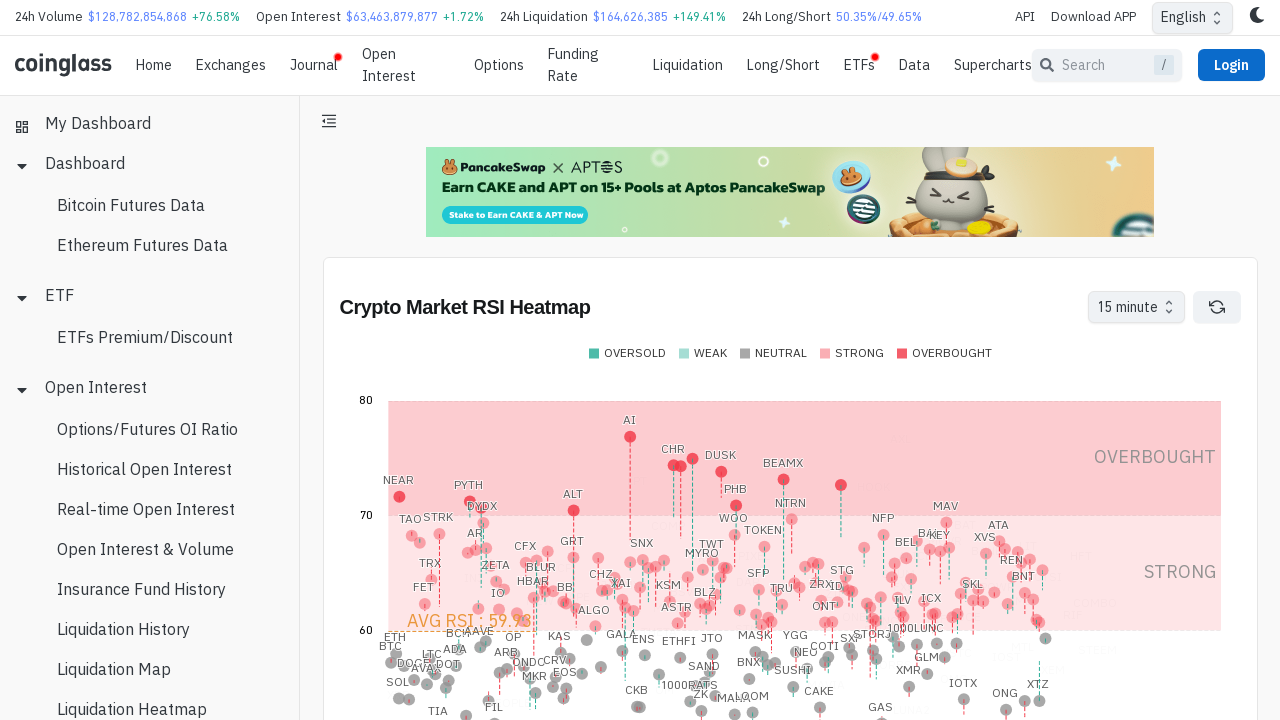 24h Volume $128,782,854,868 +76.58% Open Interest $63,463,879,877 +1.72% 24h Liquidation $164,626,385 +149.41% 24h Long/Short 50.35%/49.65% API Download APP English
coinglass Home Exchanges Journal Open Interest Options Funding Rate Liquidation Long/Short ETFs Data Supercharts Search / Login
My Dashboard
Dashboard
Bitcoin Futures Data
Ethereum Futures Data
ETF
ETFs Premium/Discount
Open Interest
Options/Futures OI Ratio
Historical Open Interest
Real-time Open Interest
Open Interest & Volume
Insurance Fund History
Liquidation History
Liquidation Map
Liquidation Heatmap
PancakeSwap X APTOS
Earn CAKE and APT on 15+ Pools at Aptos PancakeSwap
Stake to Earn CAKE & APT Now
Crypto Market RSI Heatmap
15 minute
OVERSOLD WEAK NEUTRAL STRONG OVERBOUGHT
80
AI
CHR DUSK OVERBOUGHT
BEAMX
NEAR PYTH
ALT PHB
DYDX NTRN MAV
70
TAO STRK WOO NFP
TOKEN ATA
AR GRT SNX TWT BEL KEY XVS
CFX MYRO
TRX ZETA BLUR CHZ SFP STG REN STRONG
FET HBAR BB XAI KSM TRU ZRX SKL BNT
IO BLZ ILV ICX
ALGO ASTR ONT
AVG RSI : 59.93
60
ETH AAVE OP KAS GALA ENS ETHFI JTO MASK YGG SXP STORJ 1000LUNC
BTC LTC ADA ARB NEO COTI
DOGE DOT ONDO CRV SAND BNX GLM
SOL MKR EOS SUSHI XMR
CKB 1000RATS CAKE IOTX XTZ
TIA FIL ZK LOOM GAS ONG